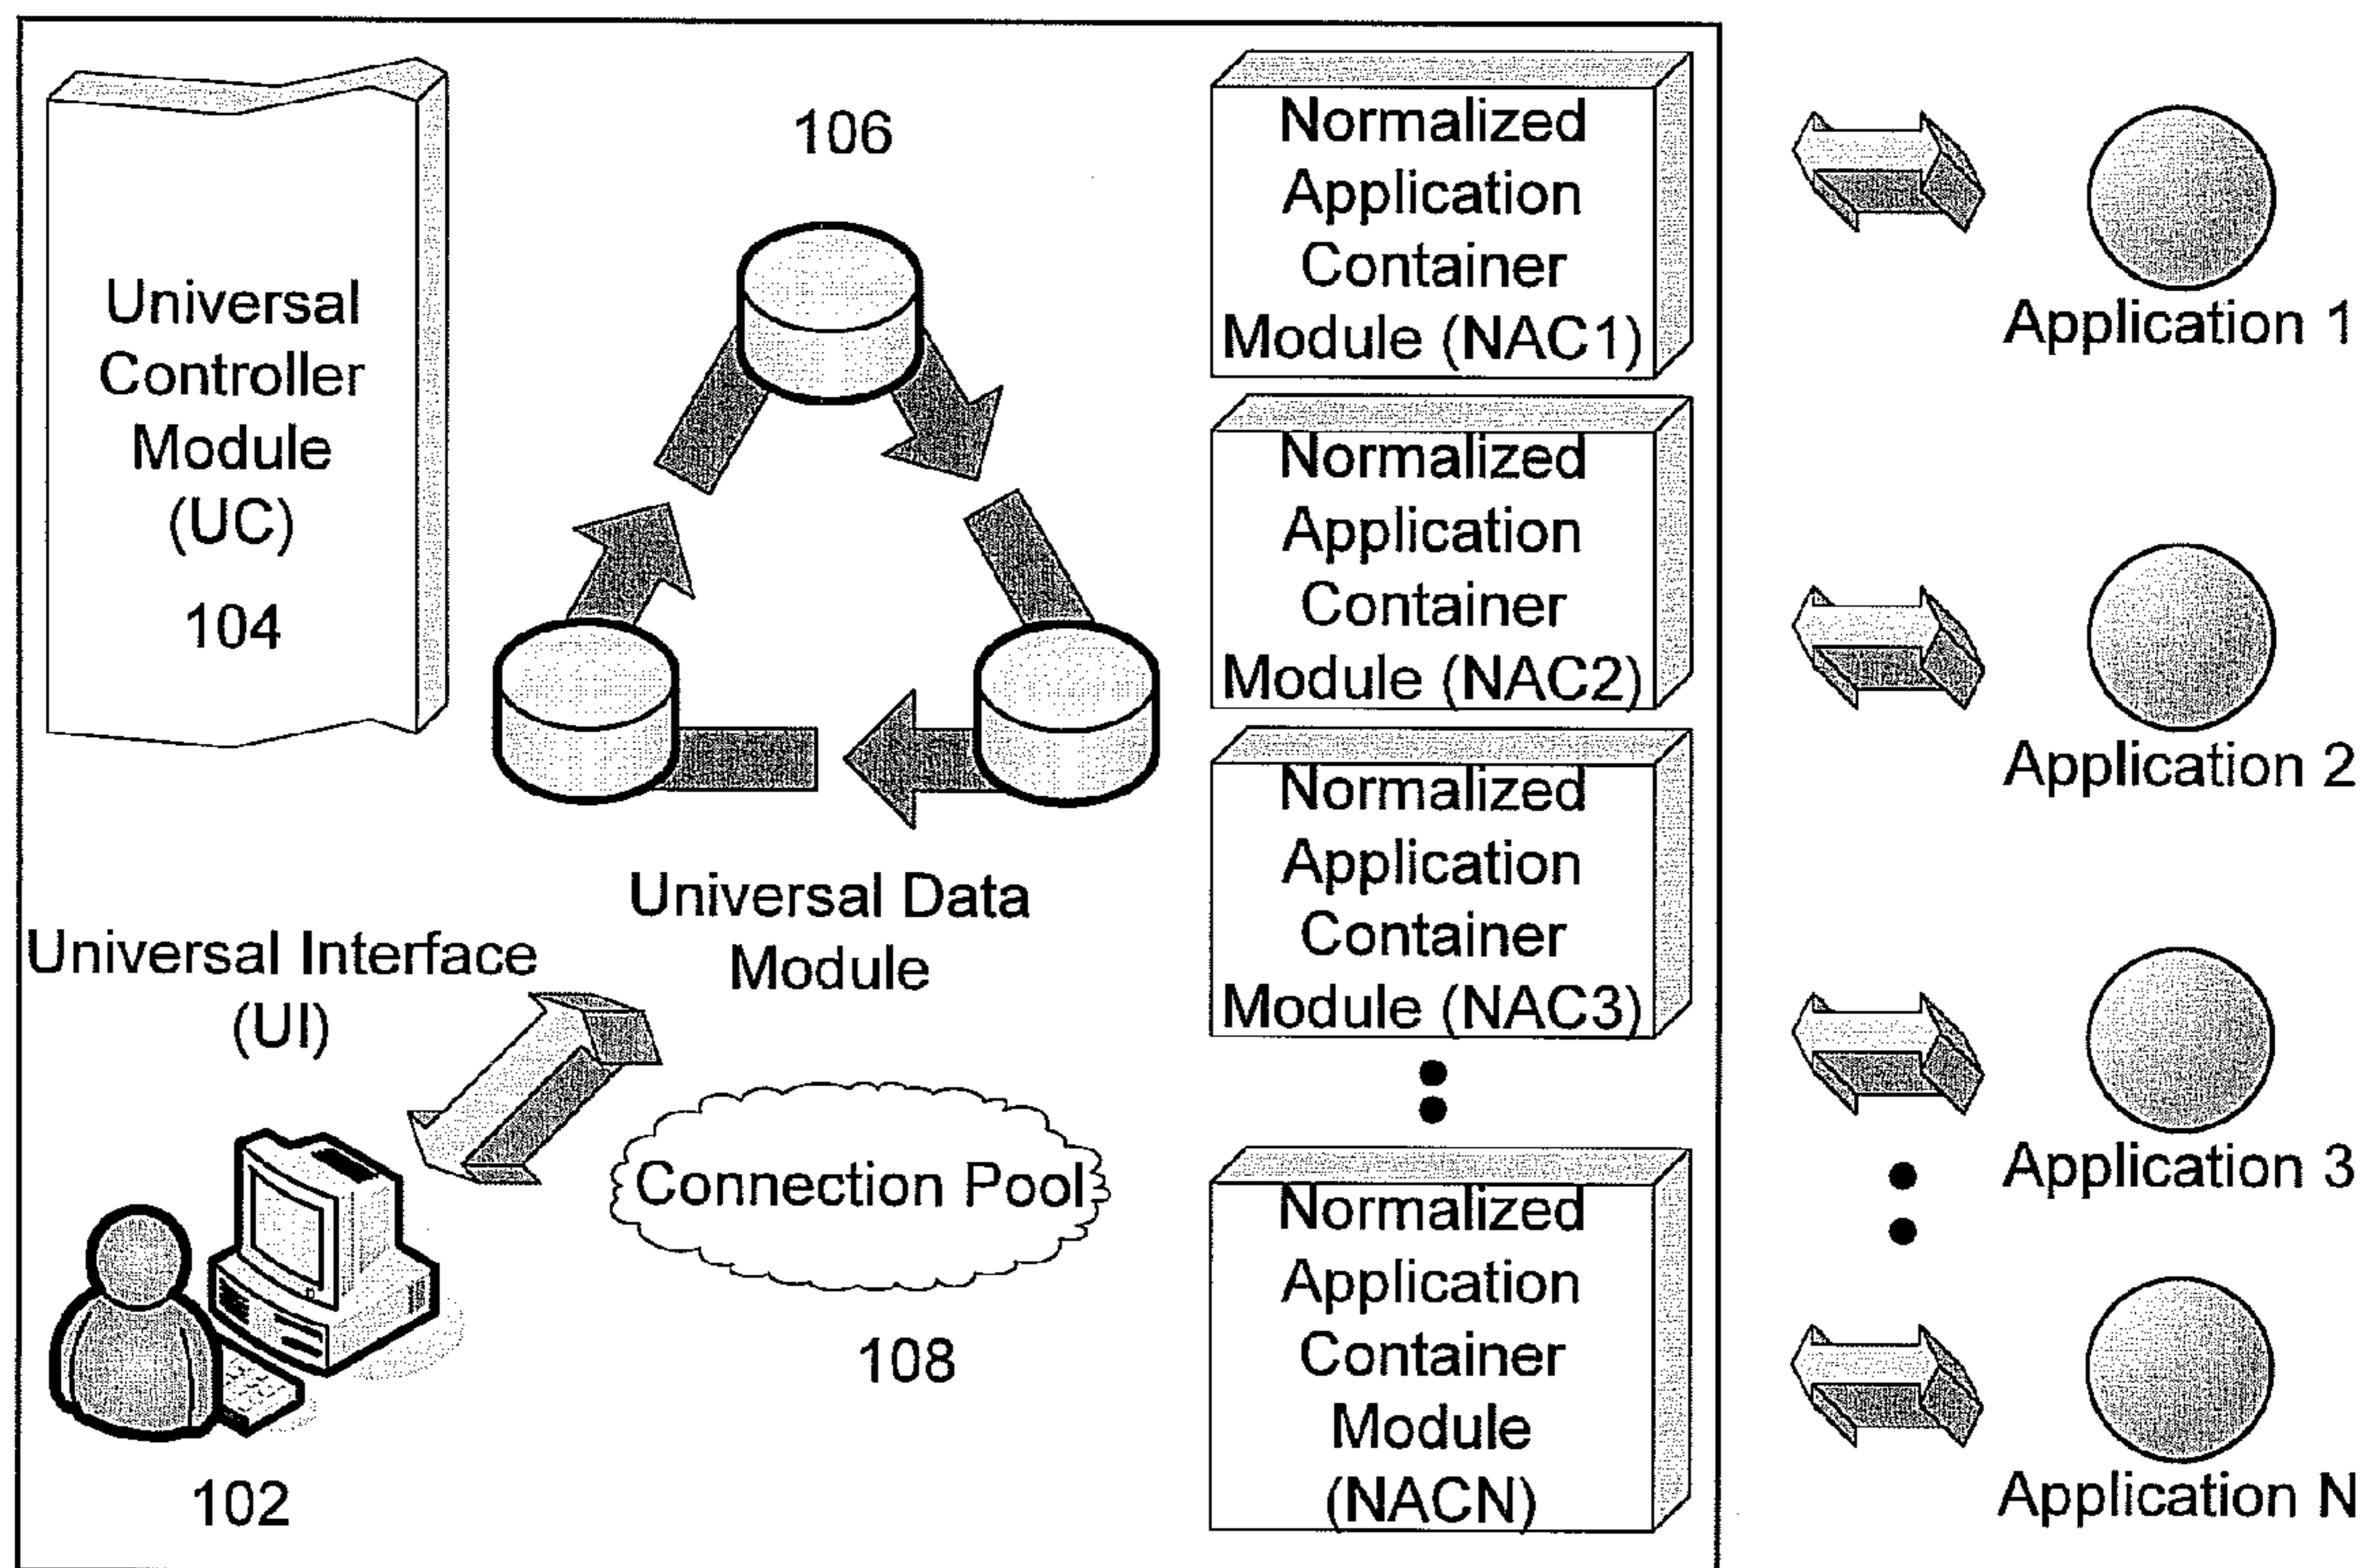 Universal
Controller
Module
(UC)
104
106
Universal Data
Module
Universal Interface
(UI)
102
Connection Pool
108
Normalized
Application
Container
Module (NAC1)
Normalized
Application
Container
Module (NAC2)
Normalized
Application
Container
Module (NAC3)
Normalized
Application
Container
Module
(NACN)
Application 1
Application 2
Application 3
Application N